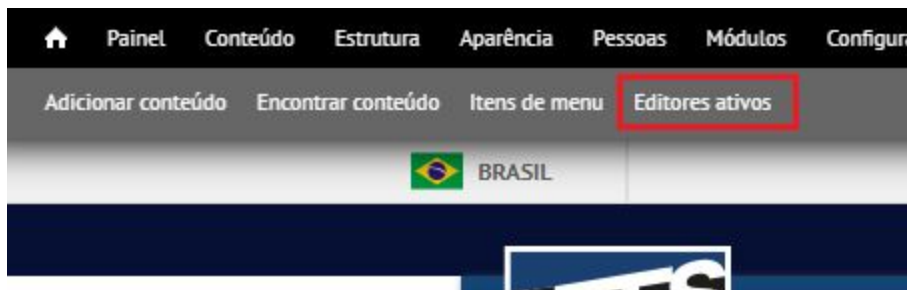 Painel Conteúdo Estrutura Aparência Pessoas Módulos
Adicionar conteúdo Encontrar conteúdo Itens de menu Editores ativos
BRASIL